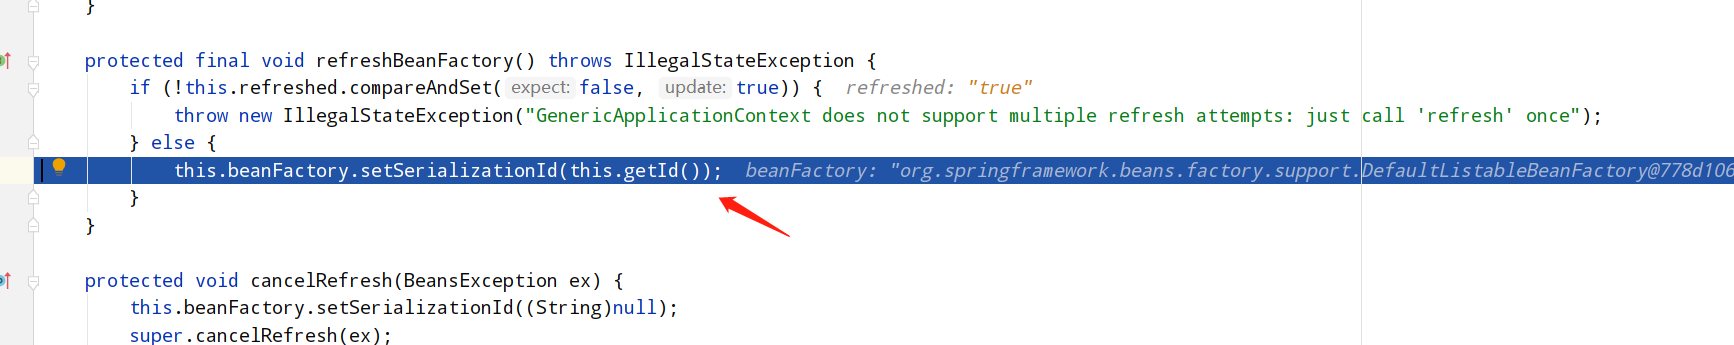 }
protected final void refreshBeanFactory() throws IllegalStateException {
if (!this.refreshed.compareAndSet( expect: false, update: true)) { refreshed: "true"
throw new IllegalStateException("GenericApplicationContext does not support multiple refresh attempts: just call 'refresh' once");
} else {
this.beanFactory.setSerializationId(this.getId()); beanFactory: "org.springframework.beans.factory.support.DefaultListableBeanFactory@778d106
}
}
protected void cancelRefresh(BeansException ex) {
this.beanFactory.setSerializationId((String)null);
super.cancelRefresh(ex);